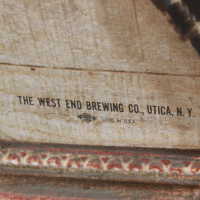 THE WEST END BREWING CO., UTICA, N. Y.